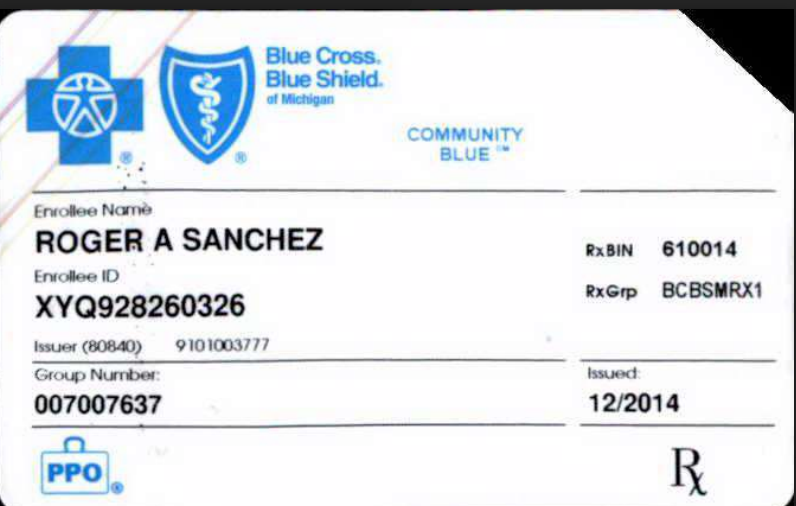 Blue Cross.
Blue Shield.
of Michigan
COMMUNITY
BLUE ℠
® ®
Enrollee Name
ROGER A SANCHEZ
Enrollee ID
XYQ928260326
Issuer (80840) 9101003777
RxBIN 610014
RxGrp BCBSMRX1
Group Number:
007007637
Issued:
12/2014
PPO ®
Rx